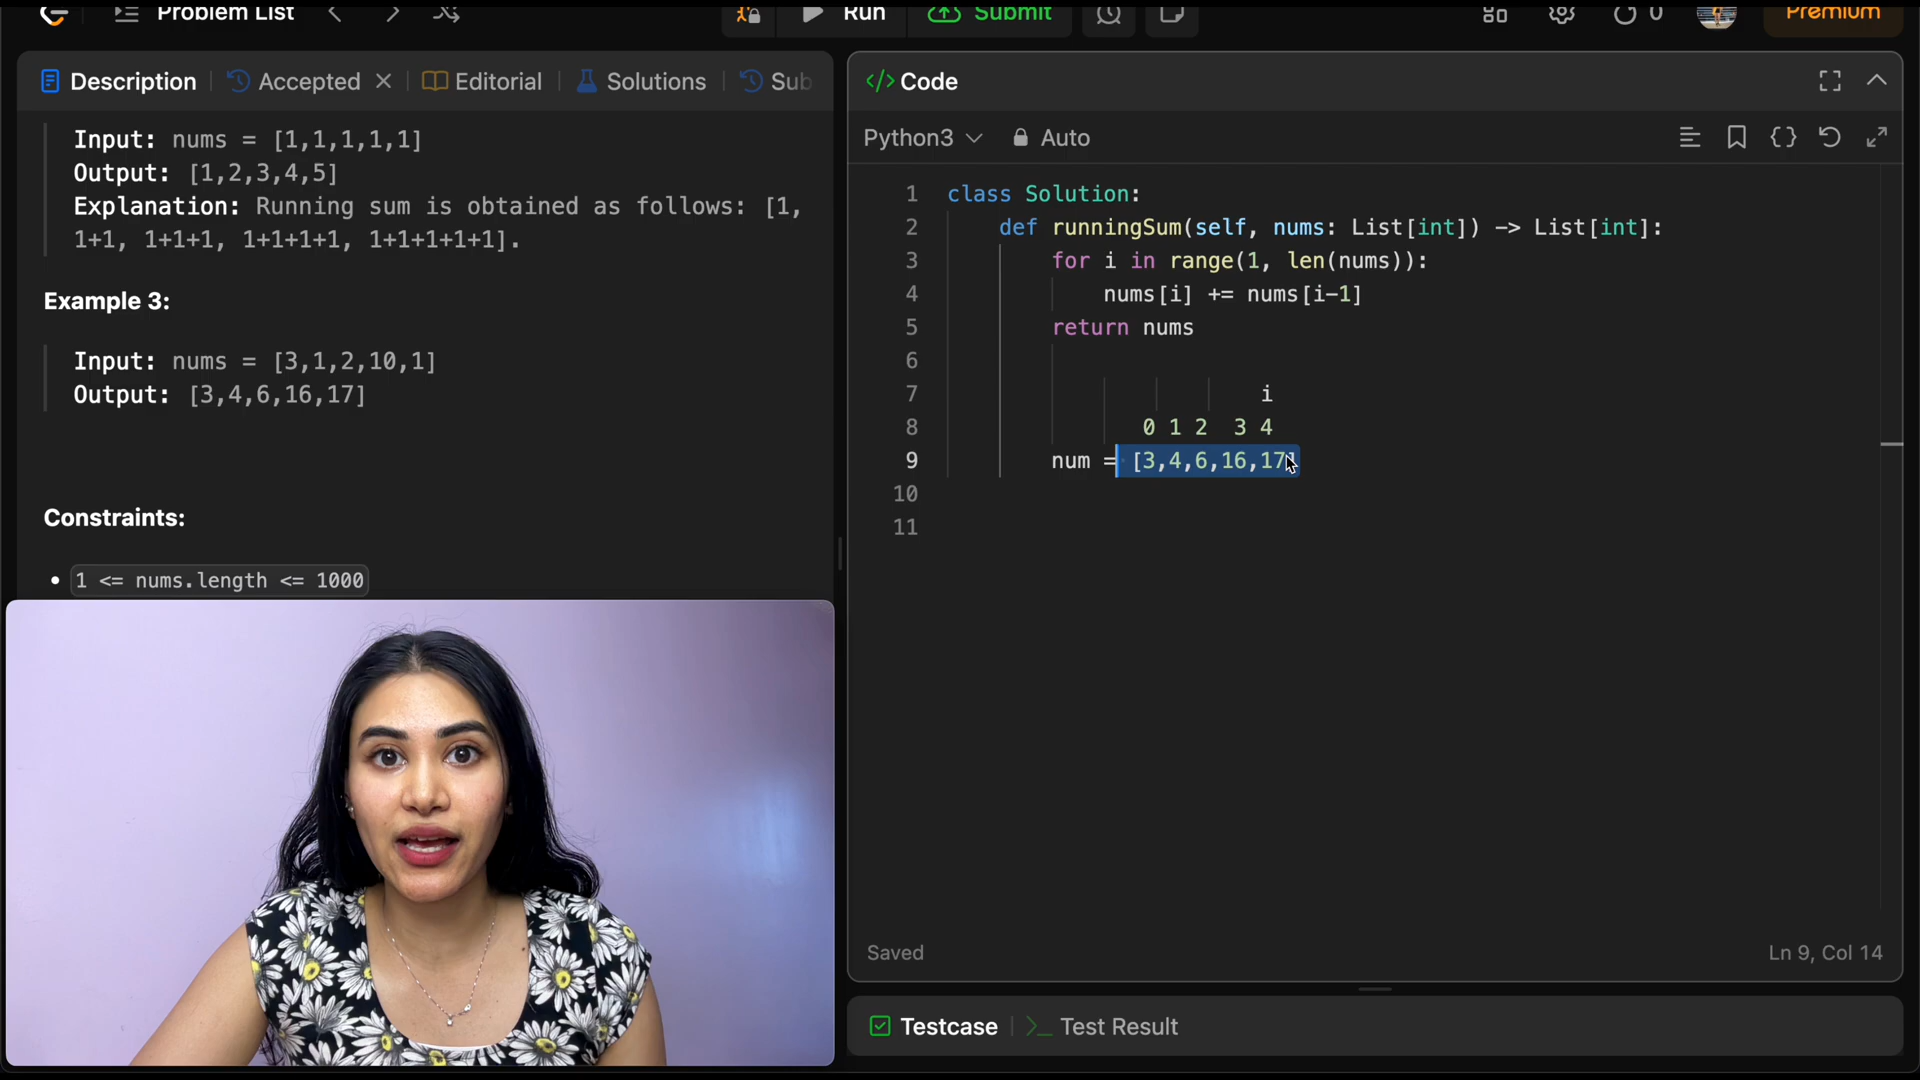 Problem List
Run
Submit
0
Premium
Description
Accepted
Editorial
Solutions
Sub
Input: nums = [1,1,1,1,1]
Output: [1,2,3,4,5]
Explanation: Running sum is obtained as follows: [1,
1+1, 1+1+1, 1+1+1+1, 1+1+1+1+1].
Example 3:
Input: nums = [3,1,2,10,1]
Output: [3,4,6,16,17]
Constraints:
1 <= nums.length <= 1000
</> Code
Python3
Auto
1 class Solution:
2 def runningSum(self, nums: List[int]) -> List[int]:
3 for i in range(1, len(nums)):
4 nums[i] += nums[i-1]
5 return nums
6
7 i
8 0 1 2 3 4
9 num = [3,4,6,16,17]
10
11
Saved
Ln 9, Col 14
Testcase
>_ Test Result